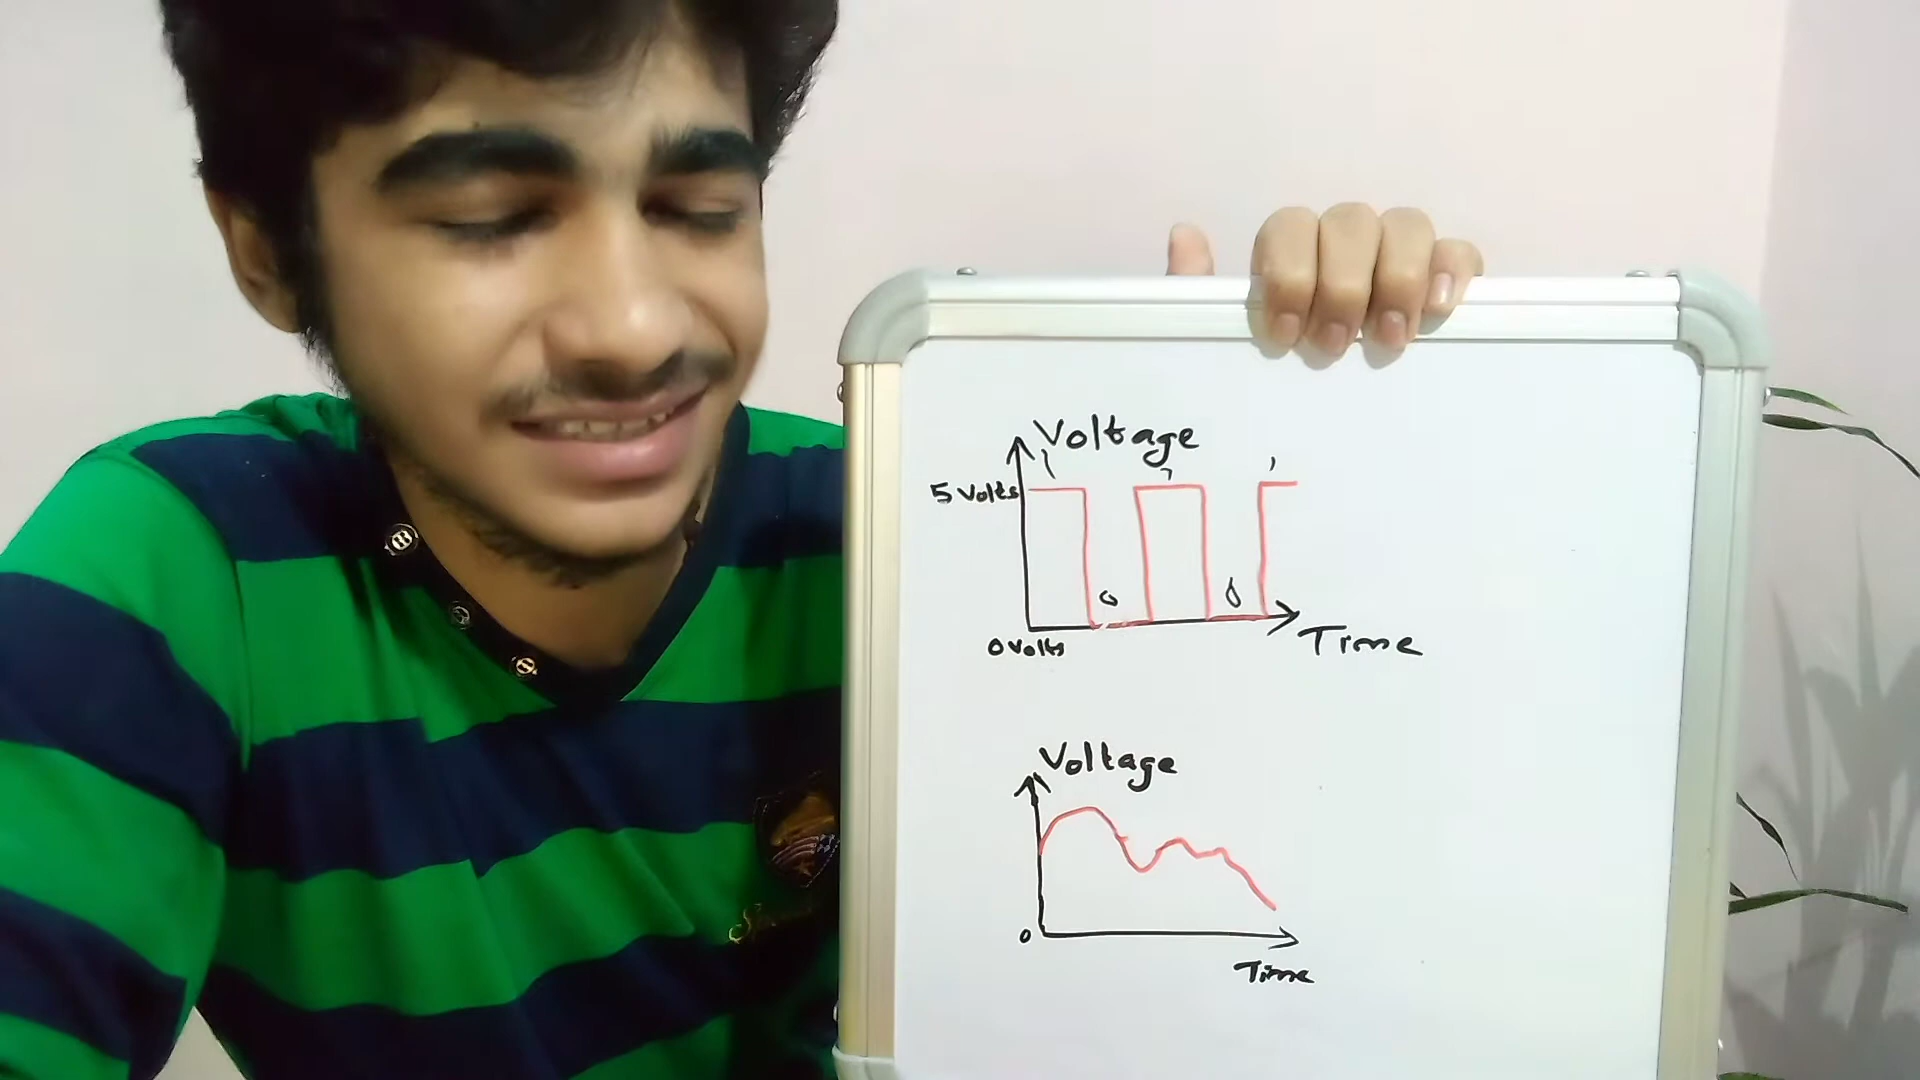 Voltage
1 1 1
5 Volts
0 0
0 Volts
Time
Voltage
0
Time